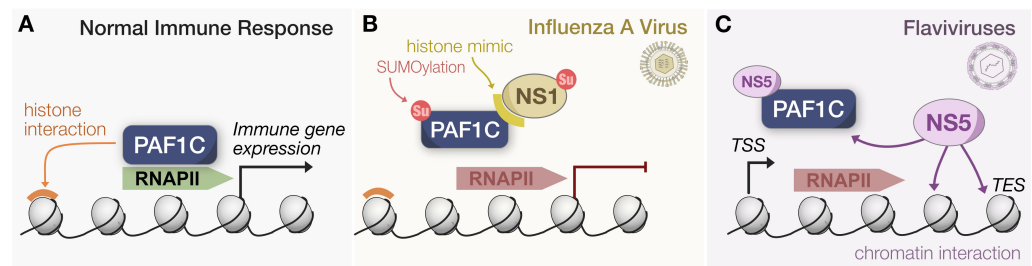 A
Normal Immune Response
histone
interaction
PAF1C
RNAPII
Immune gene
expression
B
Influenza A Virus
histone mimic
SUMOylation
Su
PAF1C
NS1
Su
RNAPII
C
Flaviviruses
NS5
PAF1C
NS5
TSS
RNAPII
TES
chromatin interaction